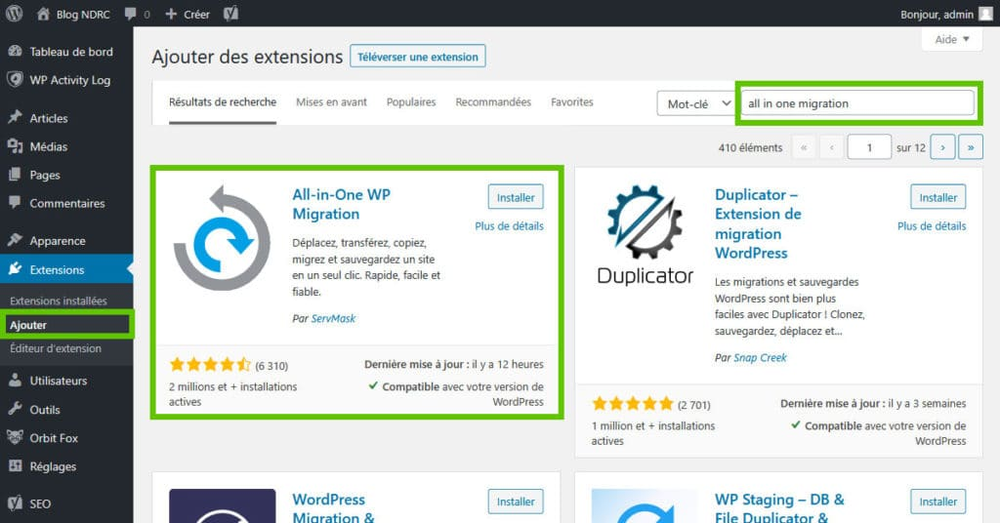 Blog NDRC 0 Créer Bonjour, admin
Aide
Tableau de bord
WP Activity Log
Articles
Médias
Pages
Commentaires
Apparence
Extensions
Extensions installées
Ajouter
Éditeur d'extension
Utilisateurs
Outils
Orbit Fox
Réglages
SEO
Ajouter des extensions Téléverser une extension
Résultats de recherche Mises en avant Populaires Recommandées Favorites Mot-clé all in one migration
410 éléments « ‹ 1 sur 12 › »
All-in-One WP
Migration
Installer
Plus de détails
Déplacez, transférez, copiez,
migrez et sauvegardez un site
en un seul clic. Rapide, facile et
fiable.
Par ServMask
(6 310)
2 millions et + installations
actives
Dernière mise à jour : il y a 12 heures
Compatible avec votre version de
WordPress
Duplicator
Duplicator –
Extension de
migration
WordPress
Installer
Plus de détails
Les migrations et sauvegardes
WordPress sont bien plus
faciles avec Duplicator ! Clonez,
sauvegardez, déplacez et...
Par Snap Creek
(2 701)
1 million et + installations
actives
Dernière mise à jour : il y a 3 semaines
Compatible avec votre version de
WordPress
WordPress
Migration &
Installer
WP Staging – DB &
File Duplicator &
Installer